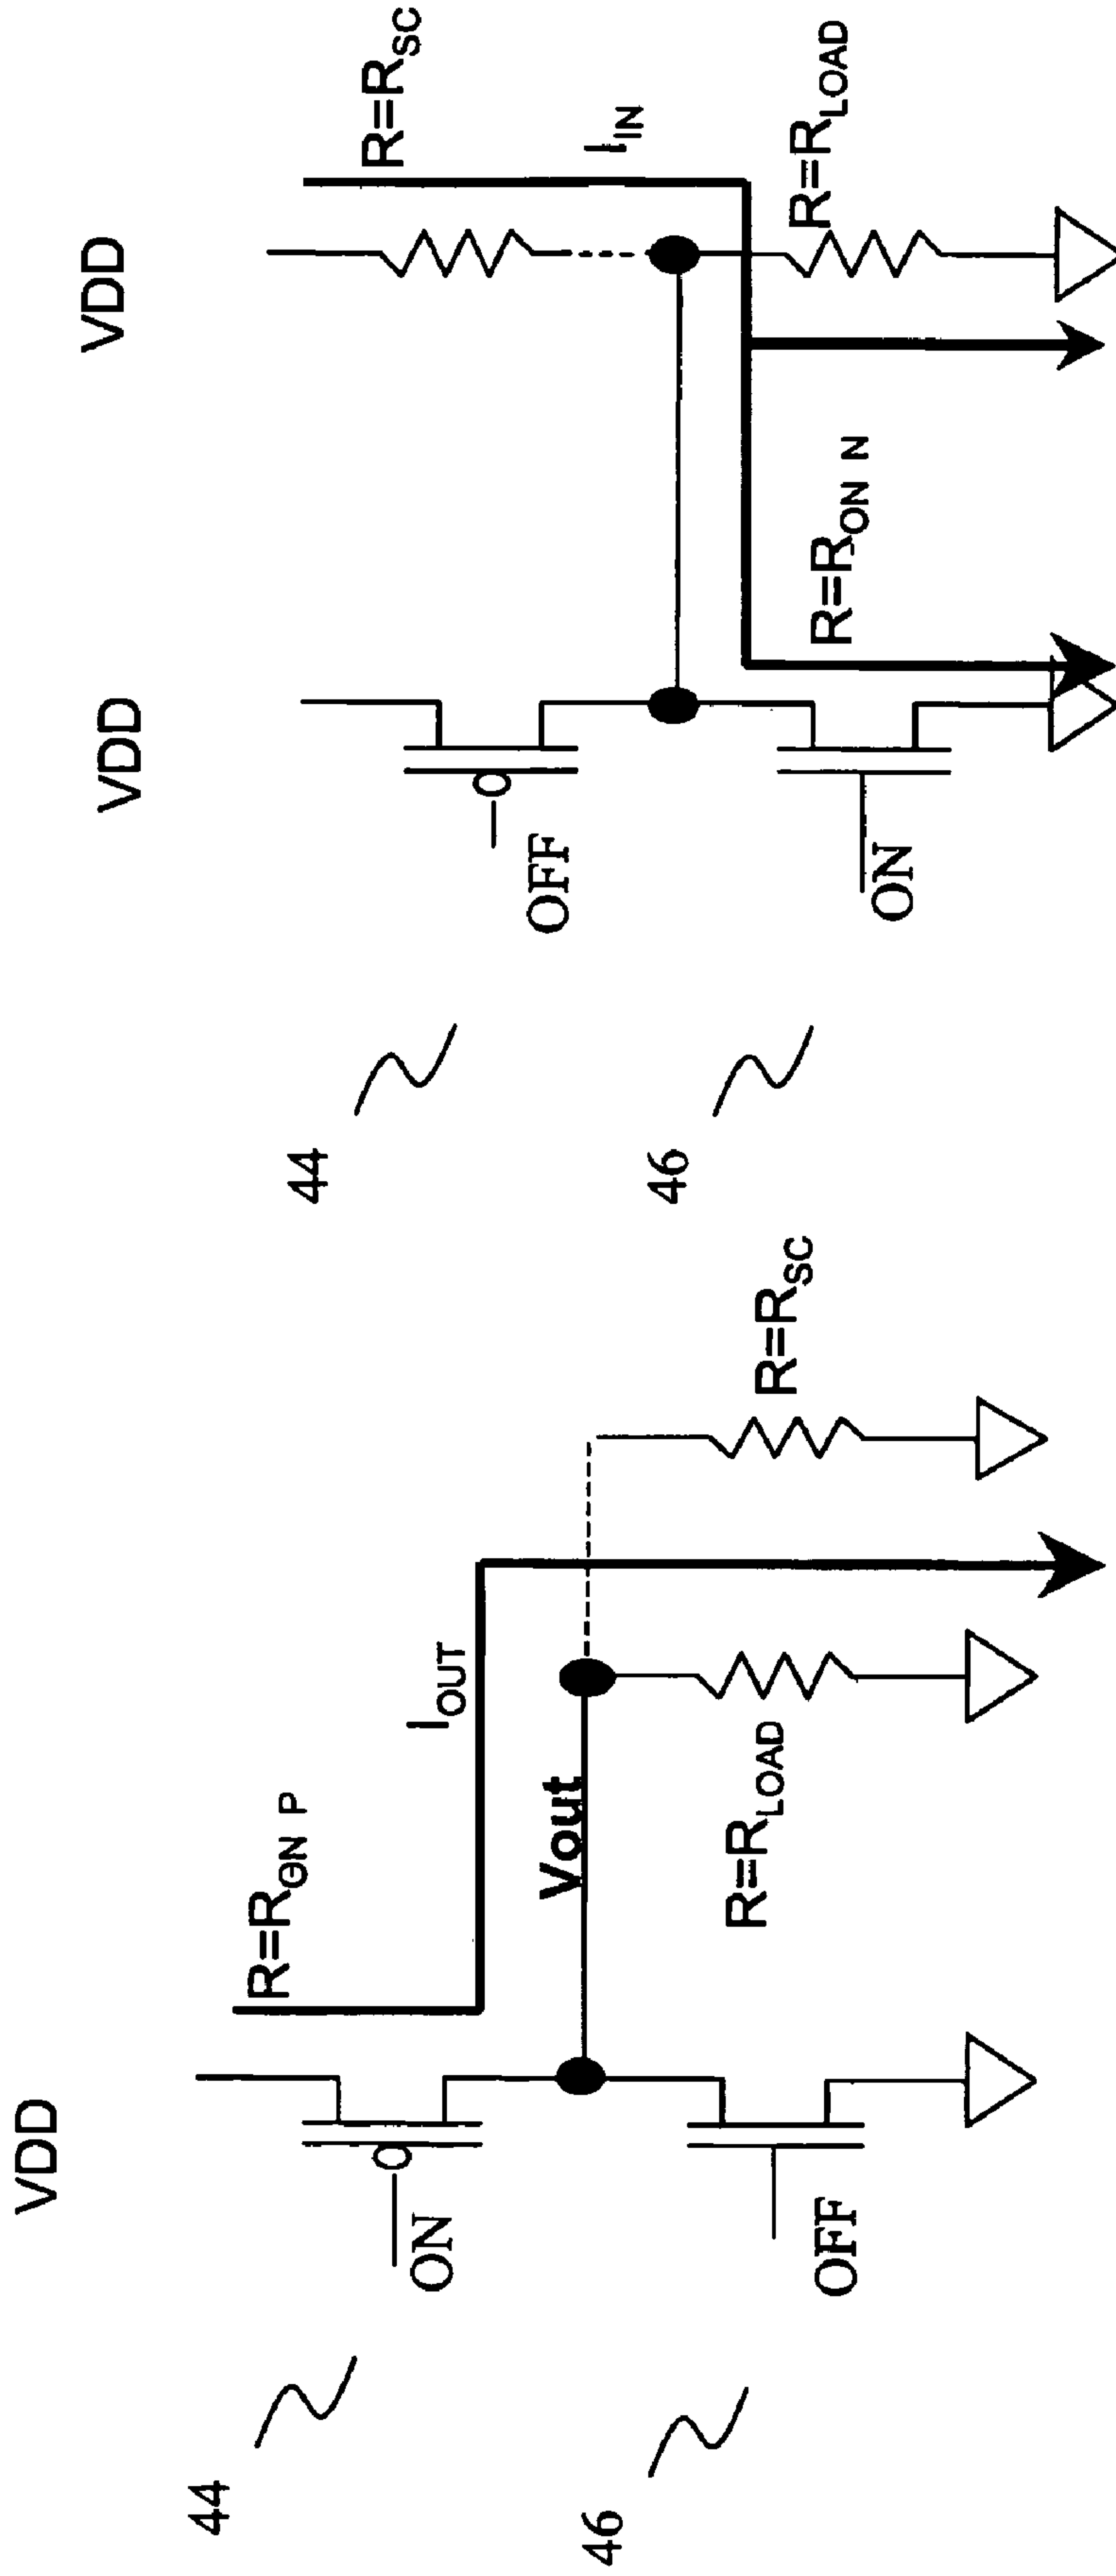 VDD
R=R_ON P
I_OUT
44
ON
Vout
46
OFF
R=R_LOAD
R=R_SC
VDD
VDD
R=R_SC
44
OFF
I_IN
46
ON
R=R_ON N
R=R_LOAD